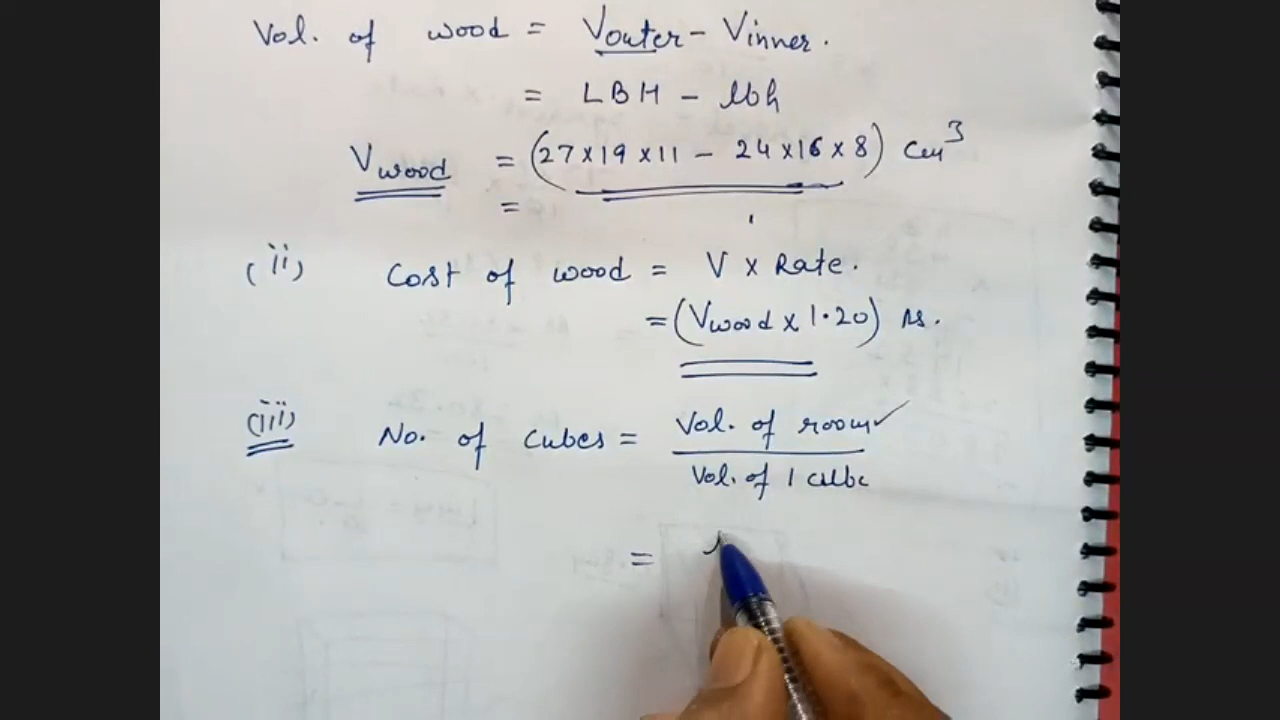 Vol. of wood = Vouter - Vinner.
= LBH - lbh
Vwood = (27×19×11 - 24×16×8) cm³
=
(ii) Cost of wood = V × Rate.
= (Vwood × 1.20) rs.
(iii) No. of cubes = Vol. of room ✓
Vol. of 1 cube
=